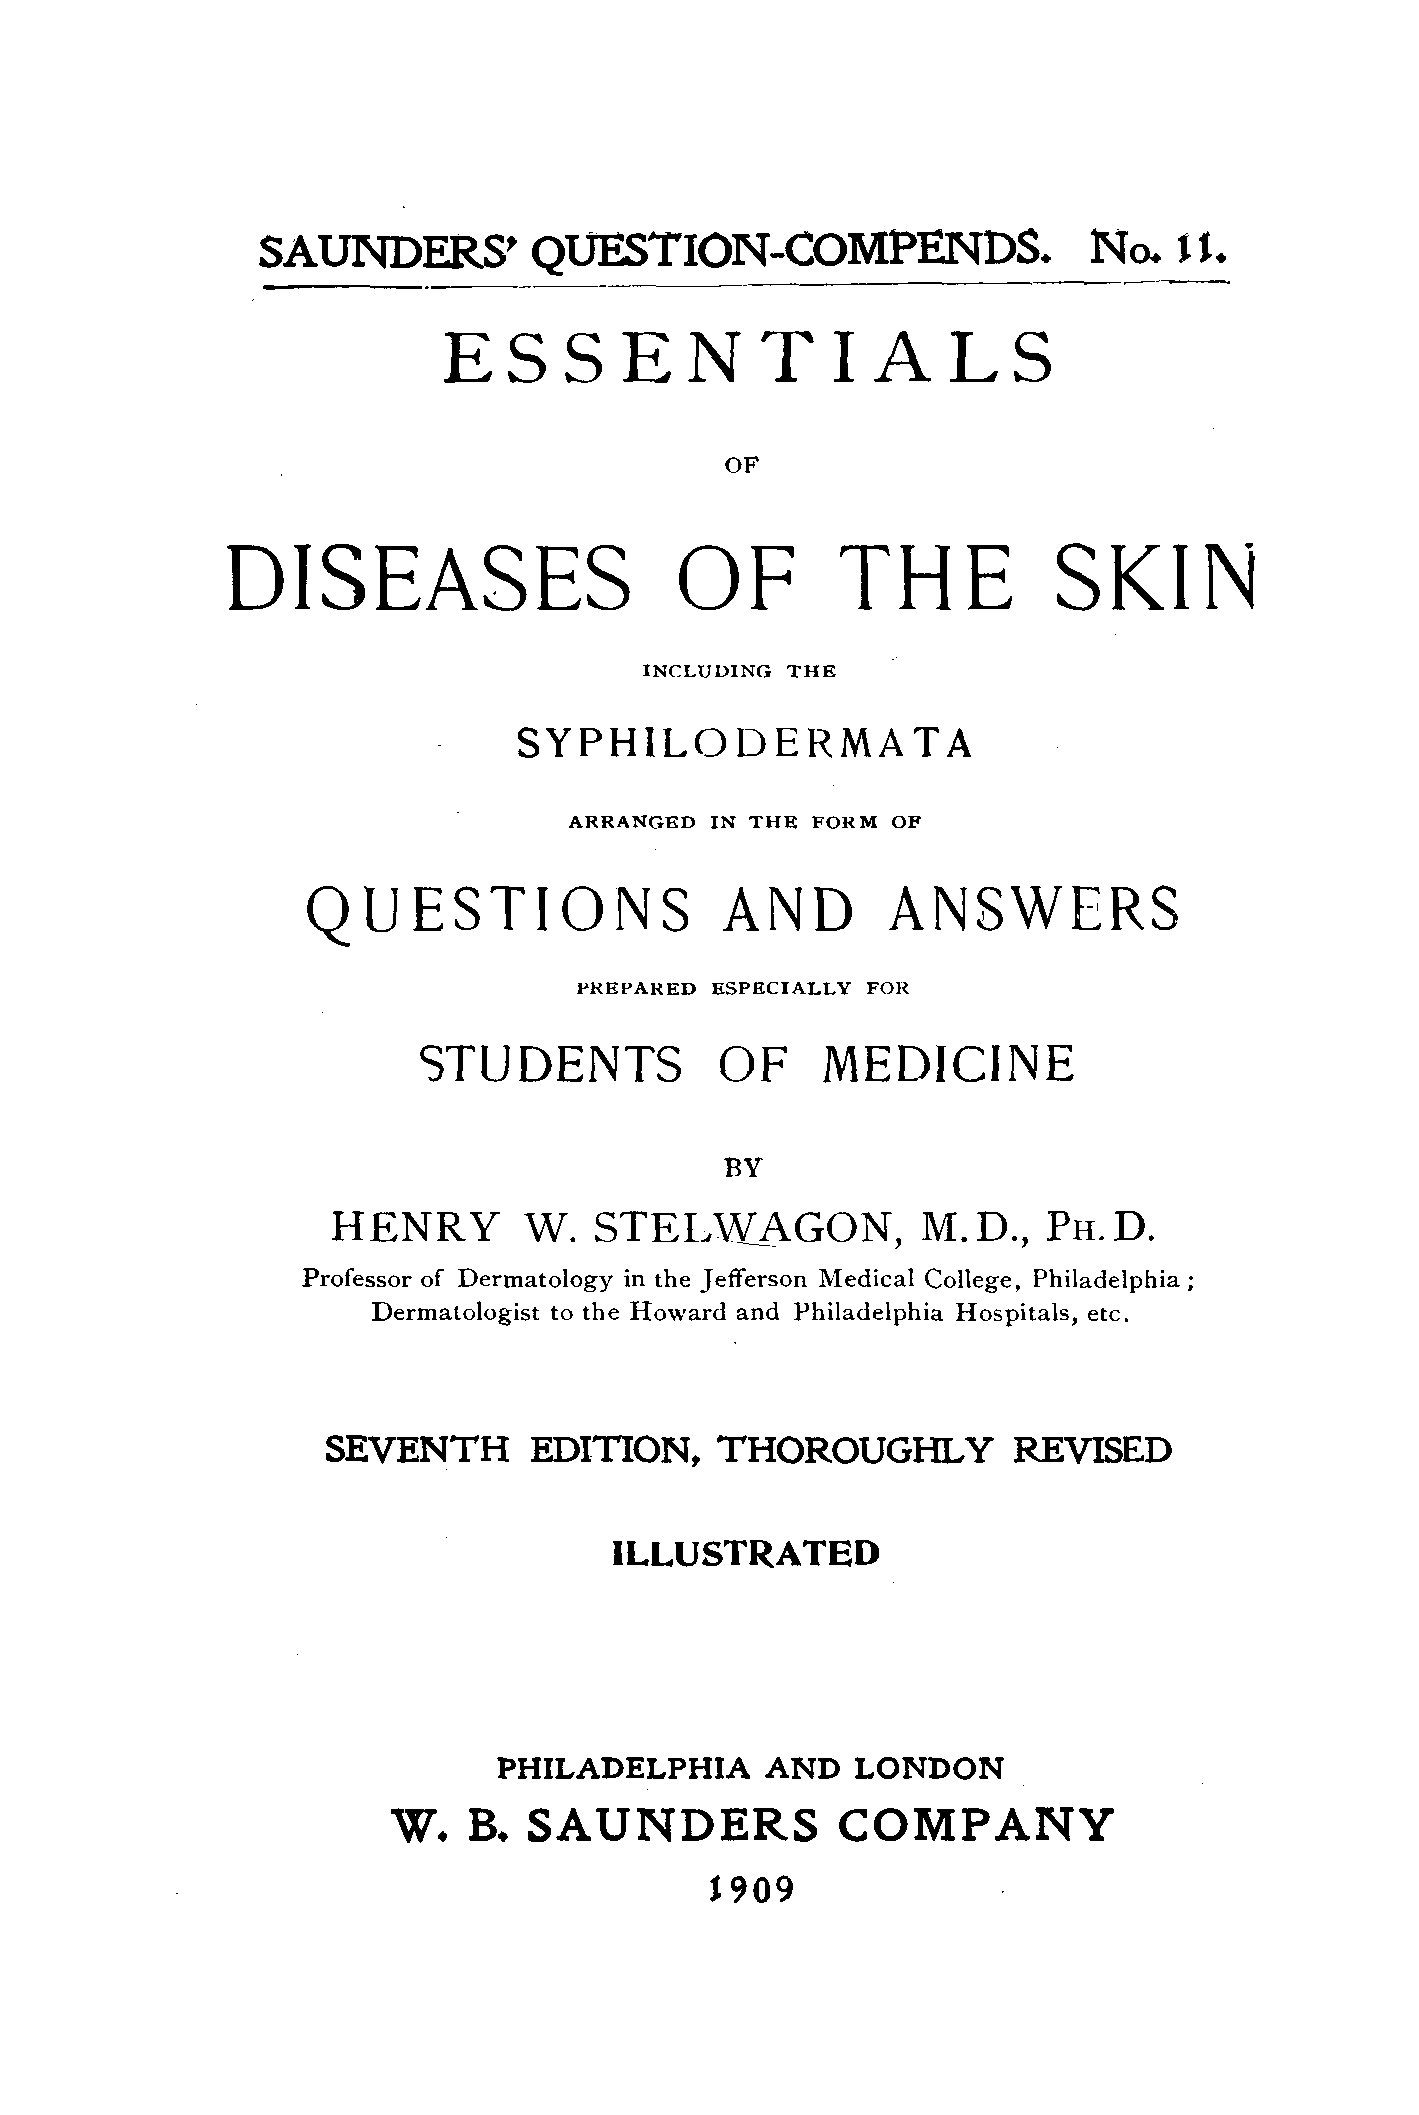 SAUNDERS' QUESTION-COMPENDS. No. 11.
ESSENTIALS
OF
DISEASES OF THE SKIN
INCLUDING THE
SYPHILODERMATA
ARRANGED IN THE FORM OF
QUESTIONS AND ANSWERS
PREPARED ESPECIALLY FOR
STUDENTS OF MEDICINE
BY
HENRY W. STELWAGON, M.D., PH.D.
Professor of Dermatology in the Jefferson Medical College, Philadelphia;
Dermatologist to the Howard and Philadelphia Hospitals, etc.
SEVENTH EDITION, THOROUGHLY REVISED
ILLUSTRATED
PHILADELPHIA AND LONDON
W. B. SAUNDERS COMPANY
1909